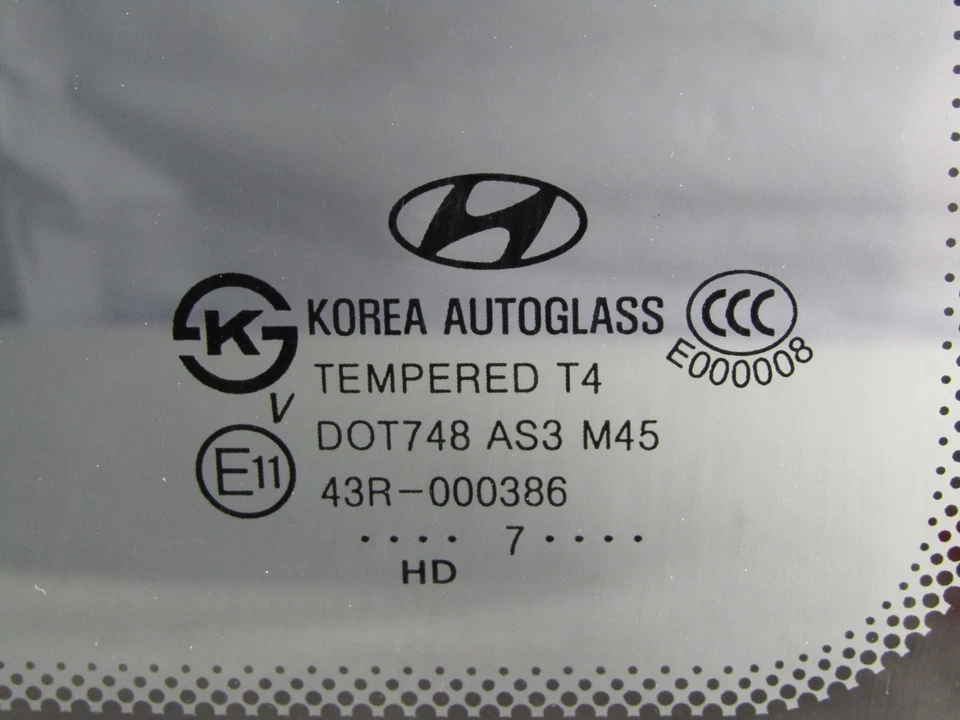 KOREA AUTOGLASS
K
CCC
E000008
TEMPERED T4
V
DOT748 AS3 M45
E11
43R-000386
.... 7 ....
HD